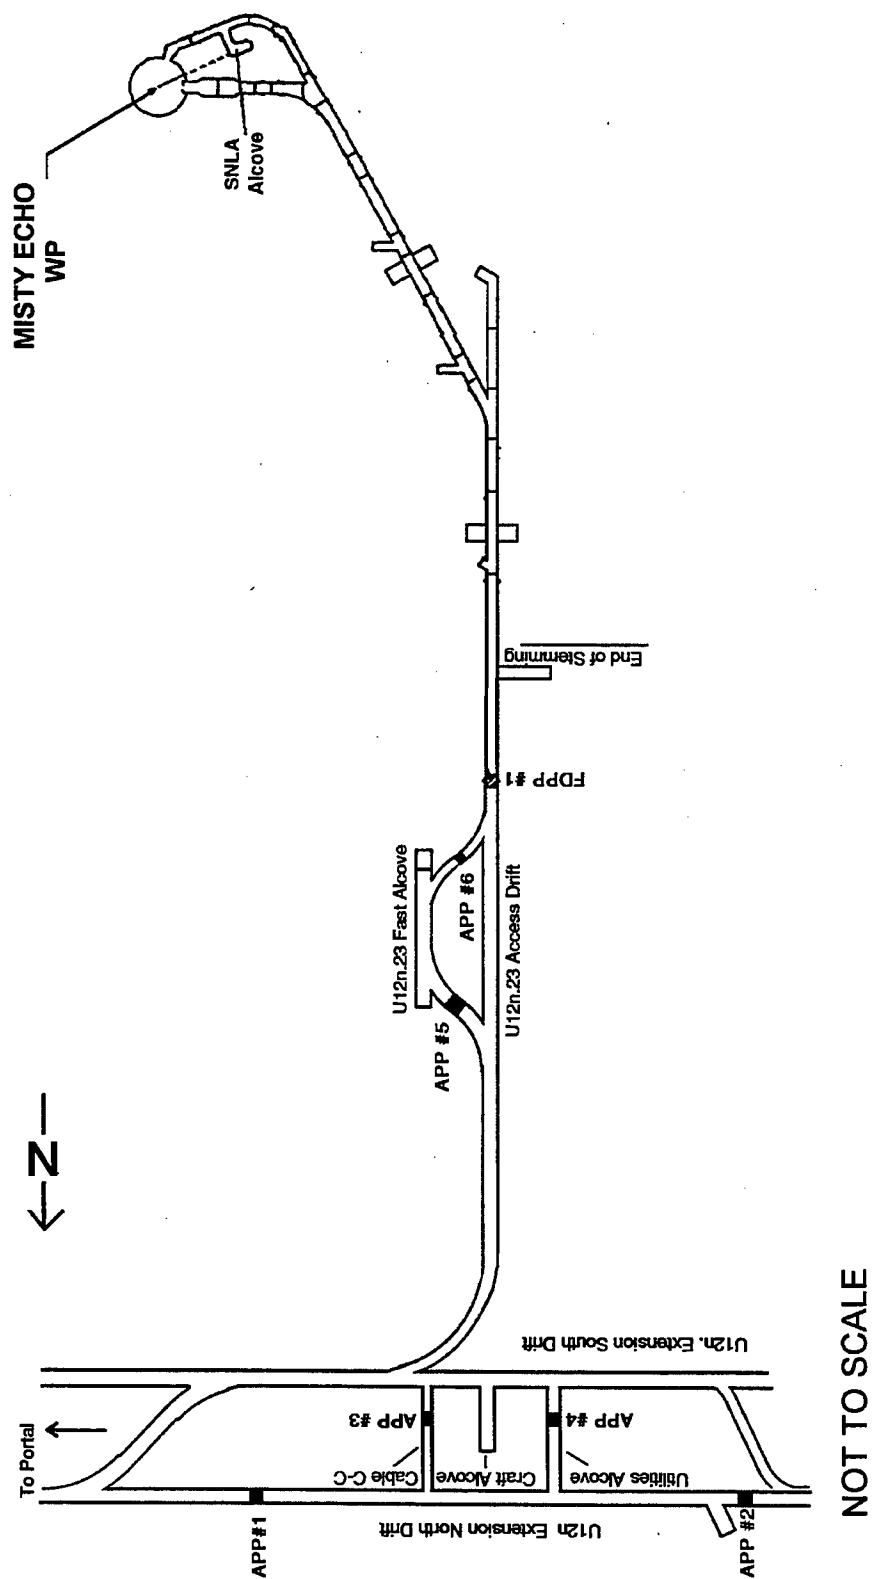 MISTY ECHO
WP
SNLA
Alcove
End of Stemming
FDPP #1
U12n.23 Fast Alcove
APP #6
U12n.23 Access Drift
APP #5
N
U12n. Extension South Drift
To Portal
APP #3
APP #4
Cable C-C
Craft Alcove
Utilities Alcove
APP#1
U12n Extension North Drift
APP #2
NOT TO SCALE